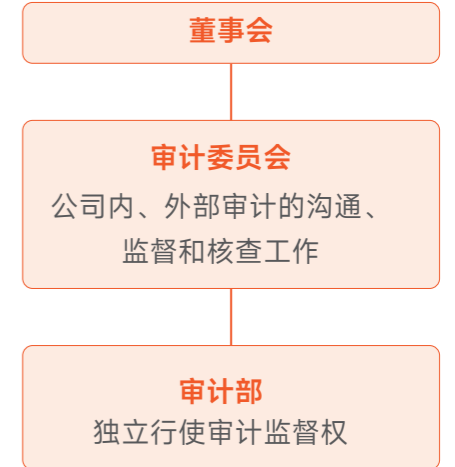 董事会
审计委员会
公司内、外部审计的沟通、
监督和核查工作
审计部
独立行使审计监督权